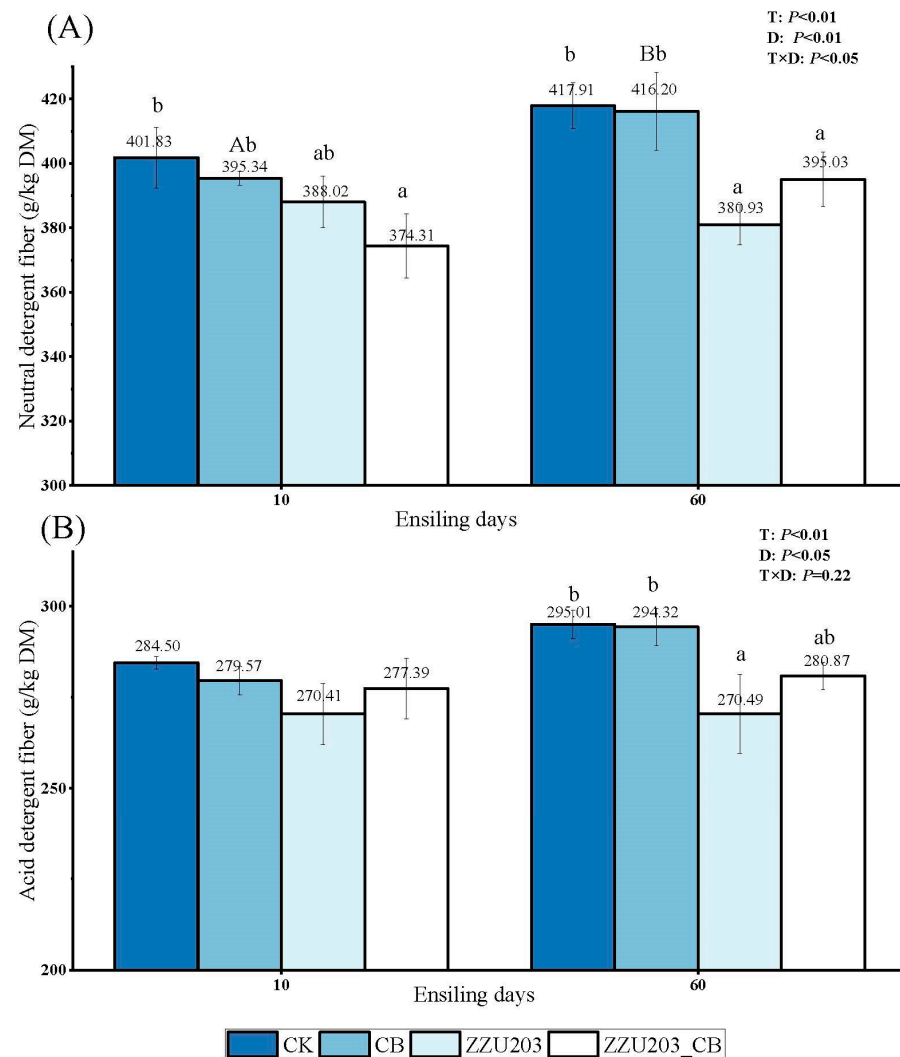 (A)
T: P<0.01
D: P<0.01
T×D: P<0.05
Neutral detergent fiber (g/kg DM)
420
400
380
360
340
320
300
b
401.83
Ab
395.34
ab
388.02
a
374.31
b
417.91
Bb
416.20
a
380.93
a
395.03
10
60
Ensiling days
(B)
T: P<0.01
D: P<0.05
T×D: P=0.22
Acid detergent fiber (g/kg DM)
300
250
200
284.50
279.57
270.41
277.39
b
295.01
b
294.32
a
270.49
ab
280.87
10
60
Ensiling days
CK CB ZZU203 ZZU203_CB